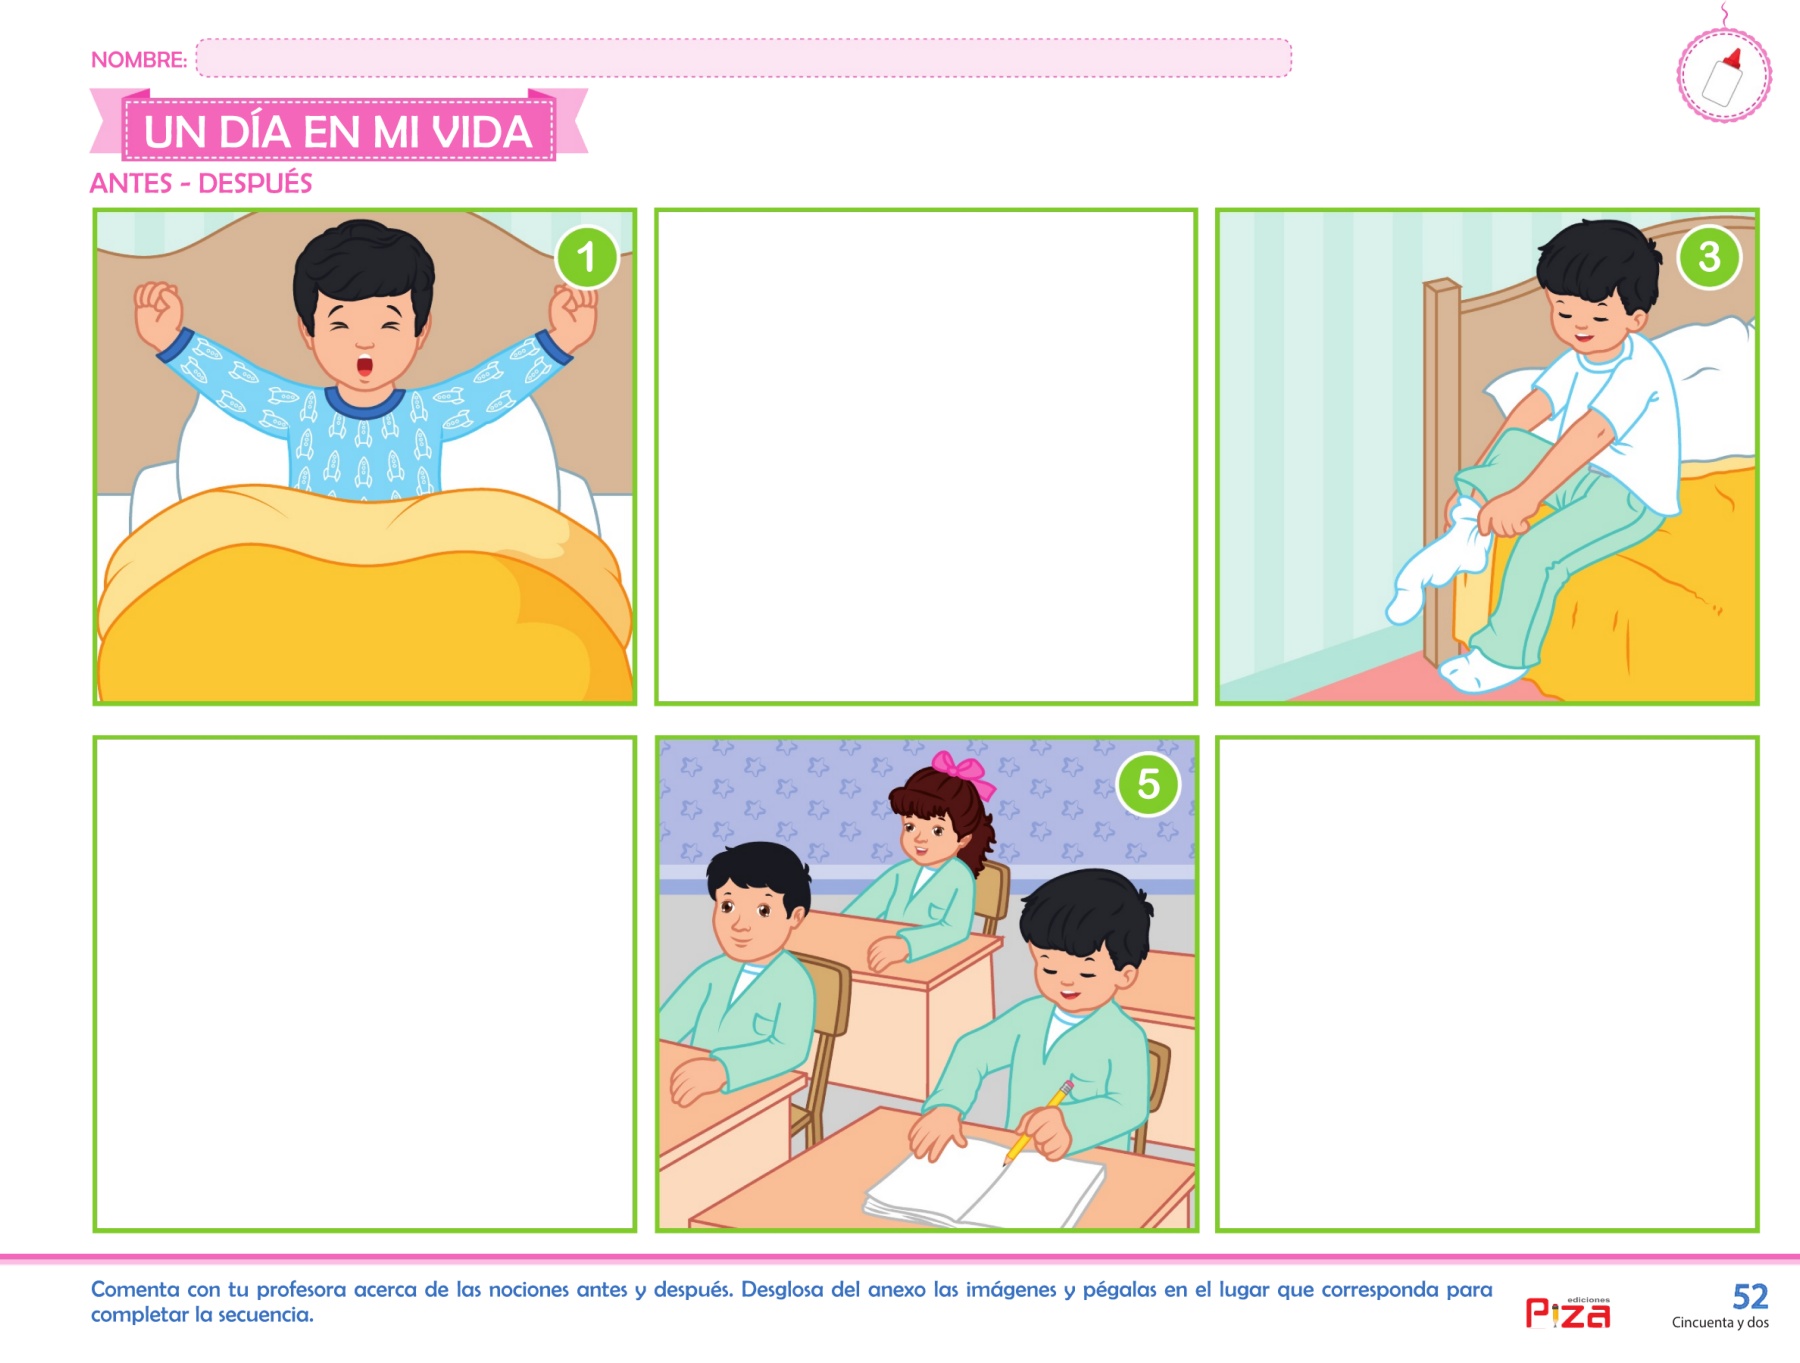 NOMBRE:
UN DÍA EN MI VIDA
ANTES - DESPUÉS
1
3
5
Comenta con tu profesora acerca de las nociones antes y después. Desglosa del anexo las imágenes y pégalas en el lugar que corresponda para
completar la secuencia.
ediciones
Piza
52
Cincuenta y dos